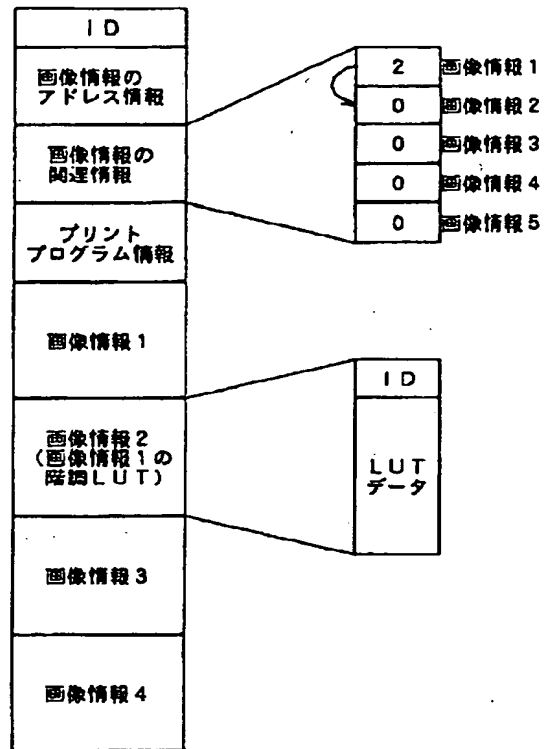 ID
画像情報の
アドレス情報
画像情報の
関連情報
プリント
プログラム情報
画像情報1
画像情報2
(画像情報1の
階調LUT)
画像情報3
画像情報4
2 画像情報1
0 画像情報2
0 画像情報3
0 画像情報4
0 画像情報5
ID
LUT
データ